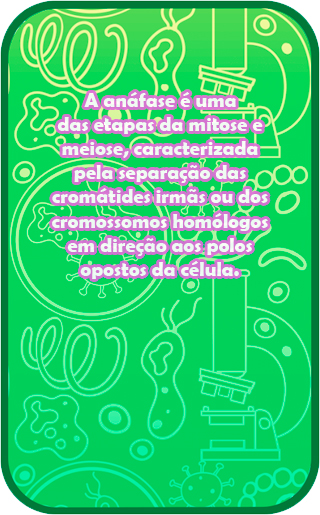 A anáfase é uma
das etapas da mitose e
meiose, caracterizada
pela separação das
cromátides irmãs ou dos
cromossomos homólogos
em direção aos polos
opostos da célula.